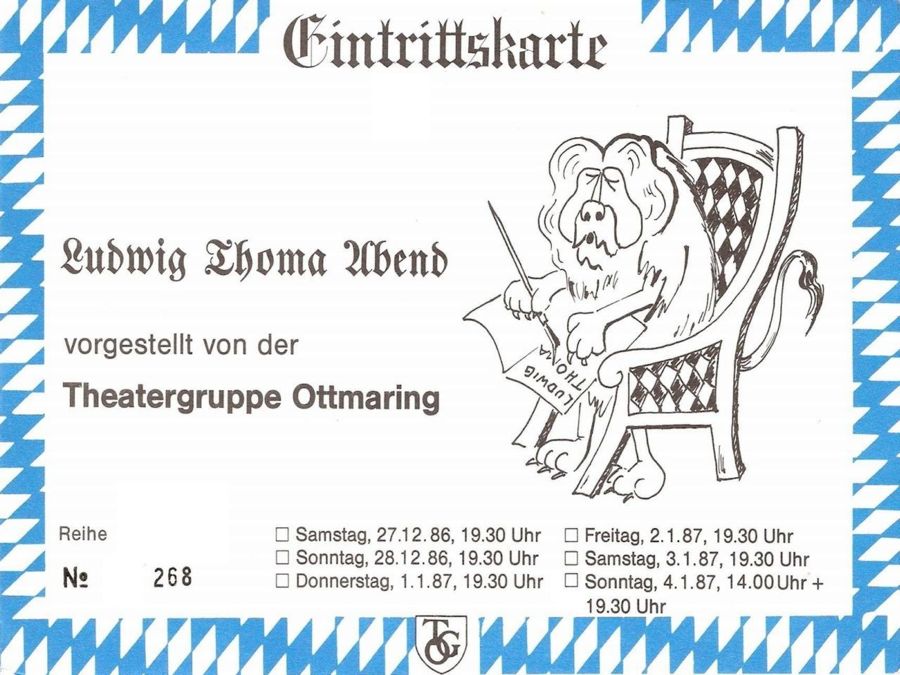 Eintrittskarte
Ludwig Thoma Abend
vorgestellt von der
Theatergruppe Ottmaring
LUDWIG
THOMA
Reihe
№ 268
☐ Samstag, 27.12.86, 19.30 Uhr
☐ Sonntag, 28.12.86, 19.30 Uhr
☐ Donnerstag, 1.1.87, 19.30 Uhr
☐ Freitag, 2.1.87, 19.30 Uhr
☐ Samstag, 3.1.87, 19.30 Uhr
☐ Sonntag, 4.1.87, 14.00 Uhr +
19.30 Uhr
TOG